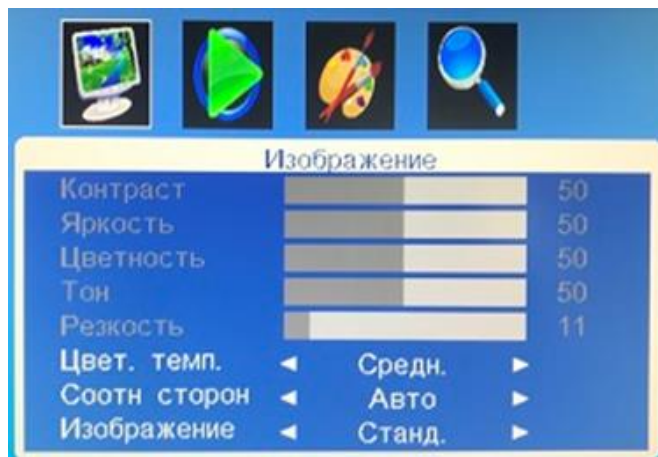 Изображение
Контраст 50
Яркость 50
Цветность 50
Тон 50
Резкость 11
Цвет. темп. ◄ Средн. ►
Соотн сторон ◄ Авто ►
Изображение ◄ Станд. ►